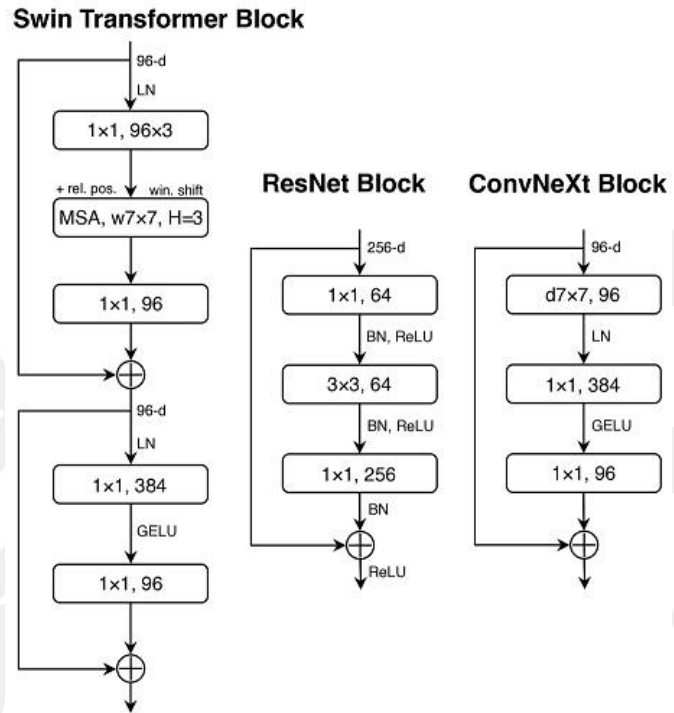 Swin Transformer Block
96-d
LN
1×1, 96×3
+ rel. pos.
win. shift
MSA, w7×7, H=3
1×1, 96
96-d
LN
1×1, 384
GELU
1×1, 96
ResNet Block
256-d
1×1, 64
BN, ReLU
3×3, 64
BN, ReLU
1×1, 256
BN
ReLU
ConvNeXt Block
96-d
d7×7, 96
LN
1×1, 384
GELU
1×1, 96